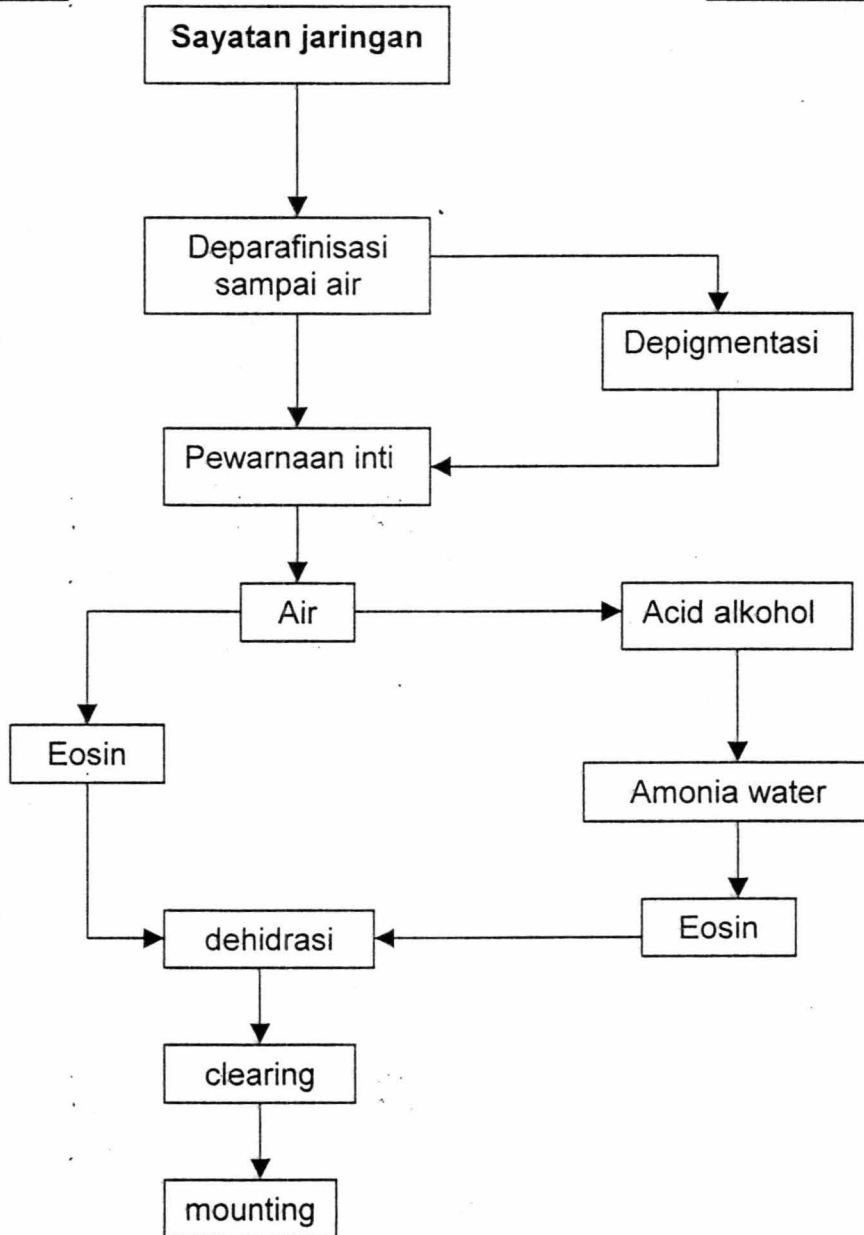 Sayatan jaringan
Deparafinisasi
sampai air
Depigmentasi
Pewarnaan inti
Air
Acid alkohol
Eosin
Amonia water
Eosin
dehidrasi
clearing
mounting